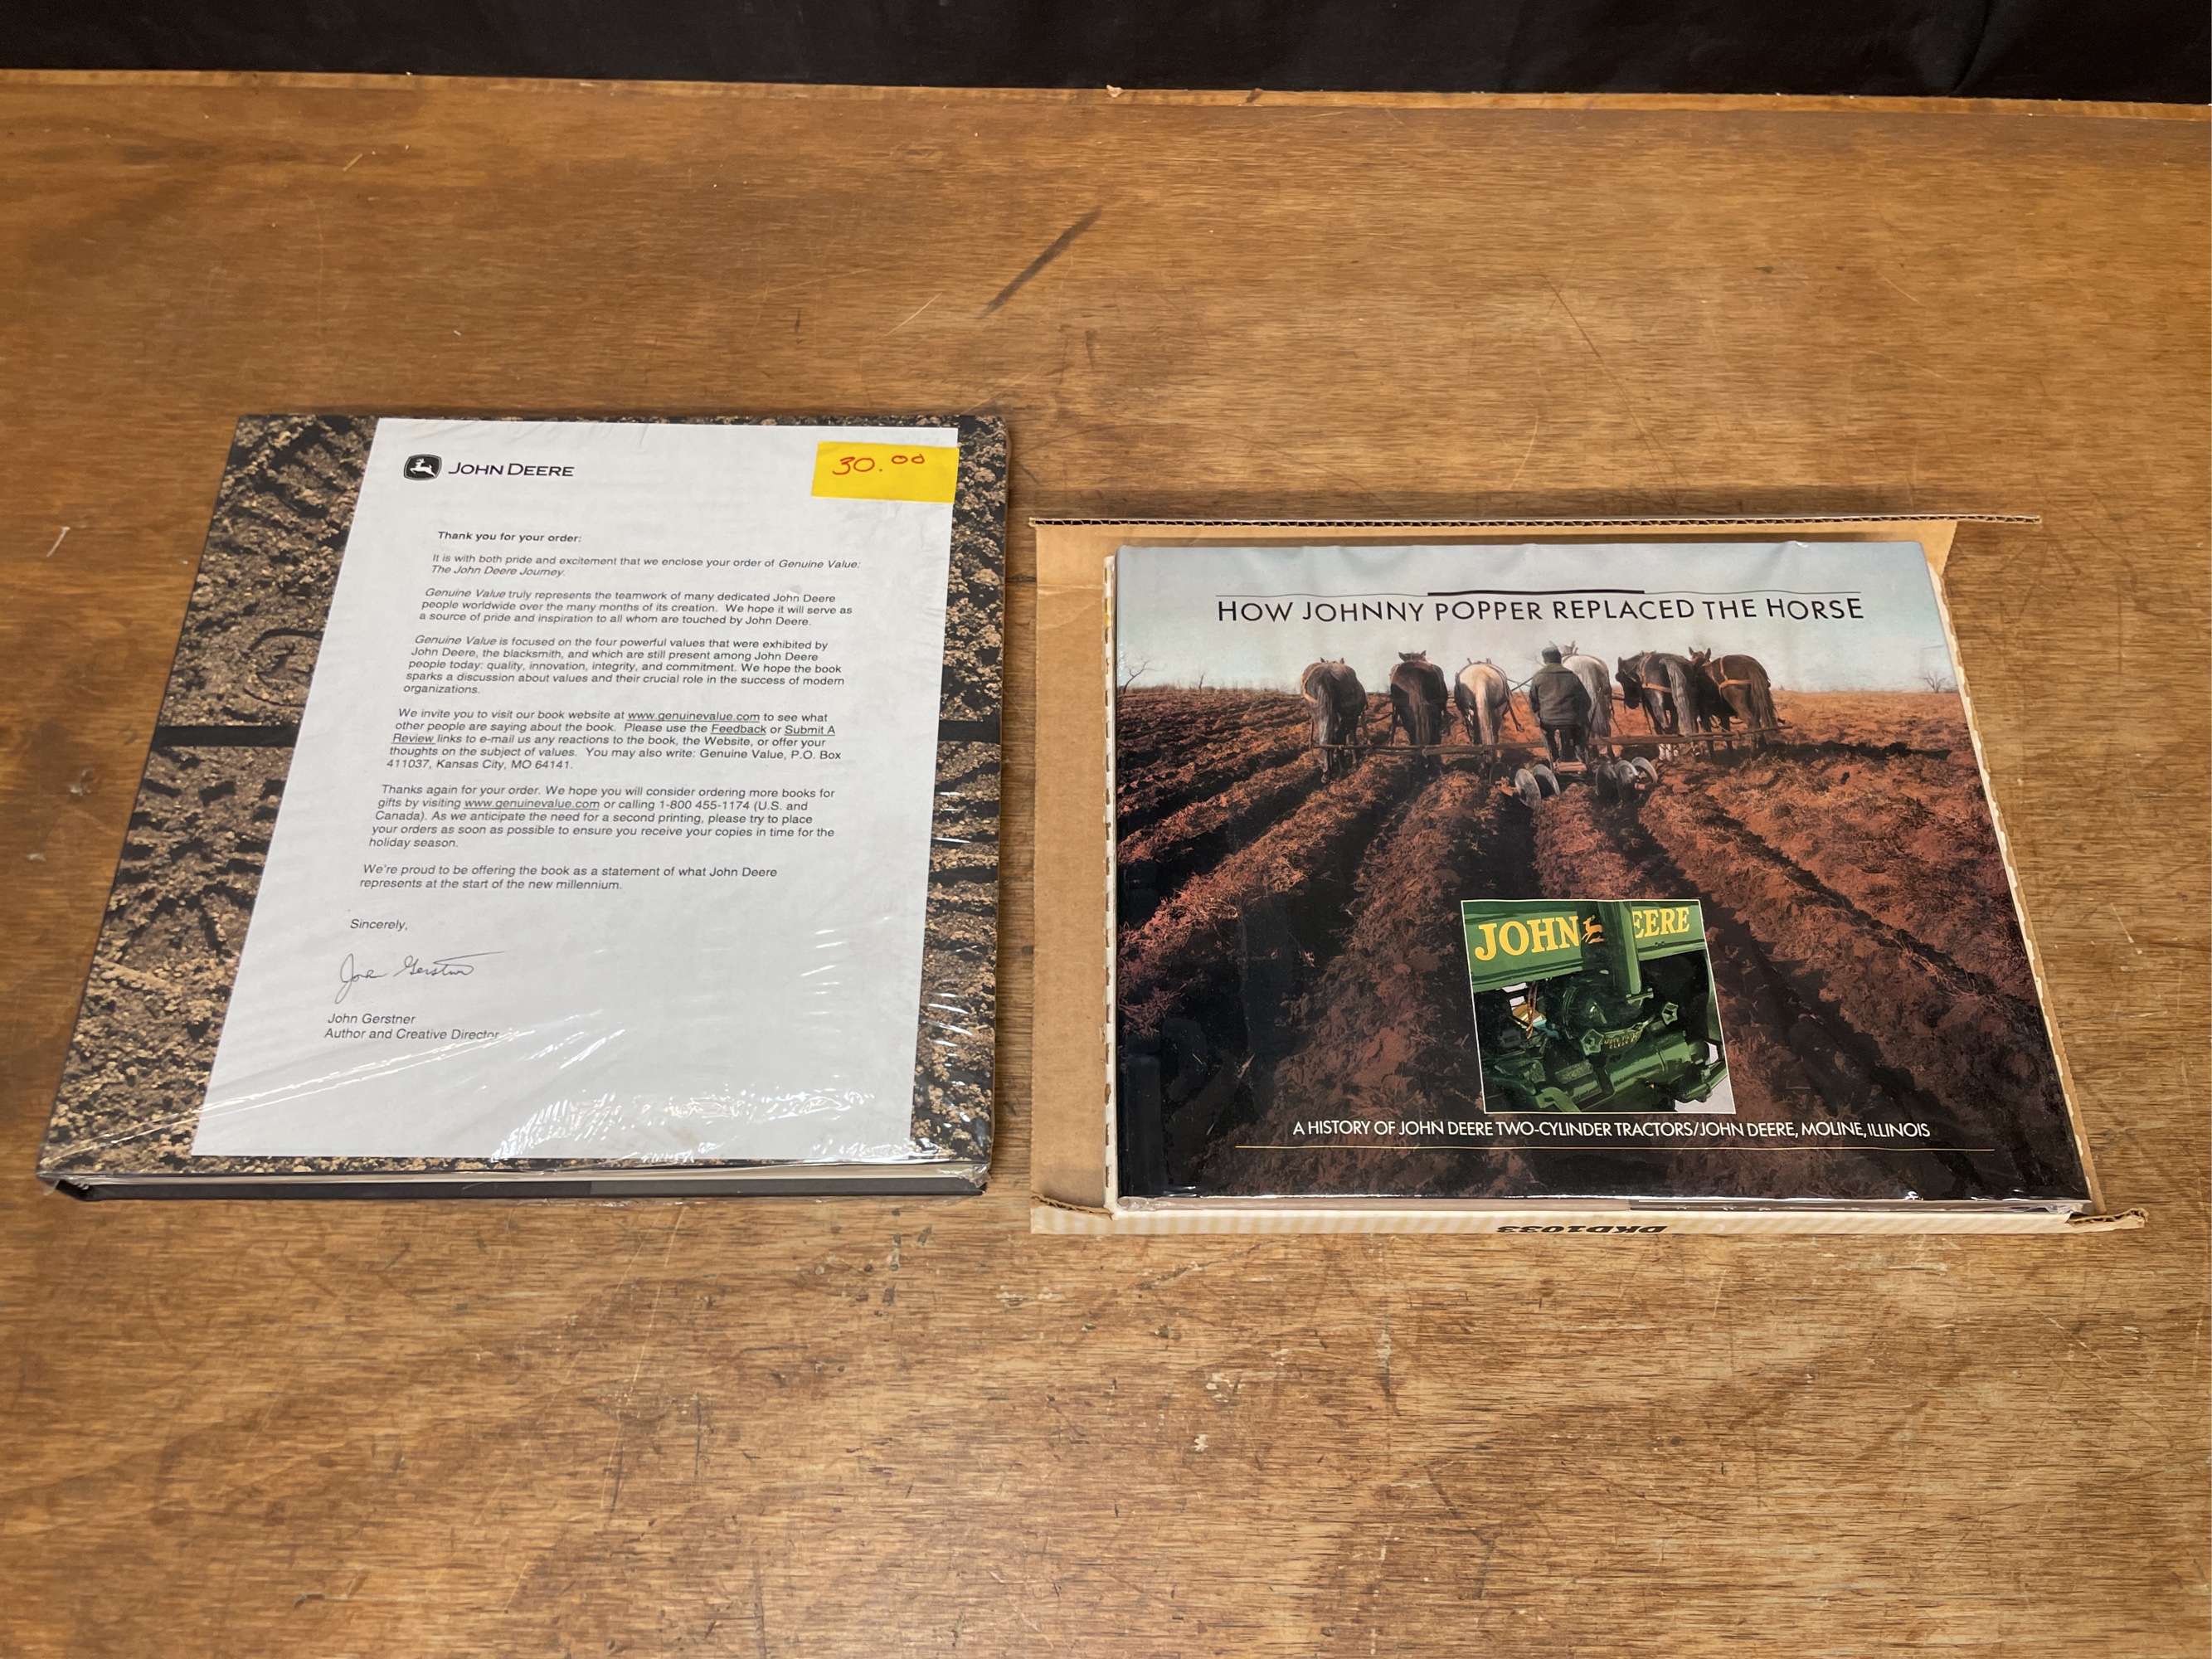 JOHN DEERE
30.00
Thank you for your order:
It is with both pride and excitement that we enclose your order of Genuine Value:
The John Deere Journey.
Genuine Value truly represents the teamwork of many dedicated John Deere
people worldwide over the many months of its creation. We hope it will serve as
a source of pride and inspiration to all whom are touched by John Deere.
Genuine Value is focused on the four powerful values that were exhibited by
John Deere, the blacksmith, and which are still present among John Deere
people today: quality, innovation, integrity, and commitment. We hope the book
sparks a discussion about values and their crucial role in the success of modern
organizations.
We invite you to visit our book website at www.genuinevalue.com to see what
other people are saying about the book. Please use the Feedback or Submit A
Review links to e-mail us any reactions to the book, the Website, or offer your
thoughts on the subject of values. You may also write: Genuine Value, P.O. Box
411037, Kansas City, MO 64141.
Thanks again for your order. We hope you will consider ordering more books for
gifts by visiting www.genuinevalue.com or calling 1-800 455-1174 (U.S. and
Canada). As we anticipate the need for a second printing, please try to place
your orders as soon as possible to ensure you receive your copies in time for the
holiday season.
We're proud to be offering the book as a statement of what John Deere
represents at the start of the new millennium.
Sincerely,
John Gerstner
John Gerstner
Author and Creative Director
HOW JOHNNY POPPER REPLACED THE HORSE
JOHN EERE
A HISTORY OF JOHN DEERE TWO-CYLINDER TRACTORS/JOHN DEERE, MOLINE, ILLINOIS
DKD1033